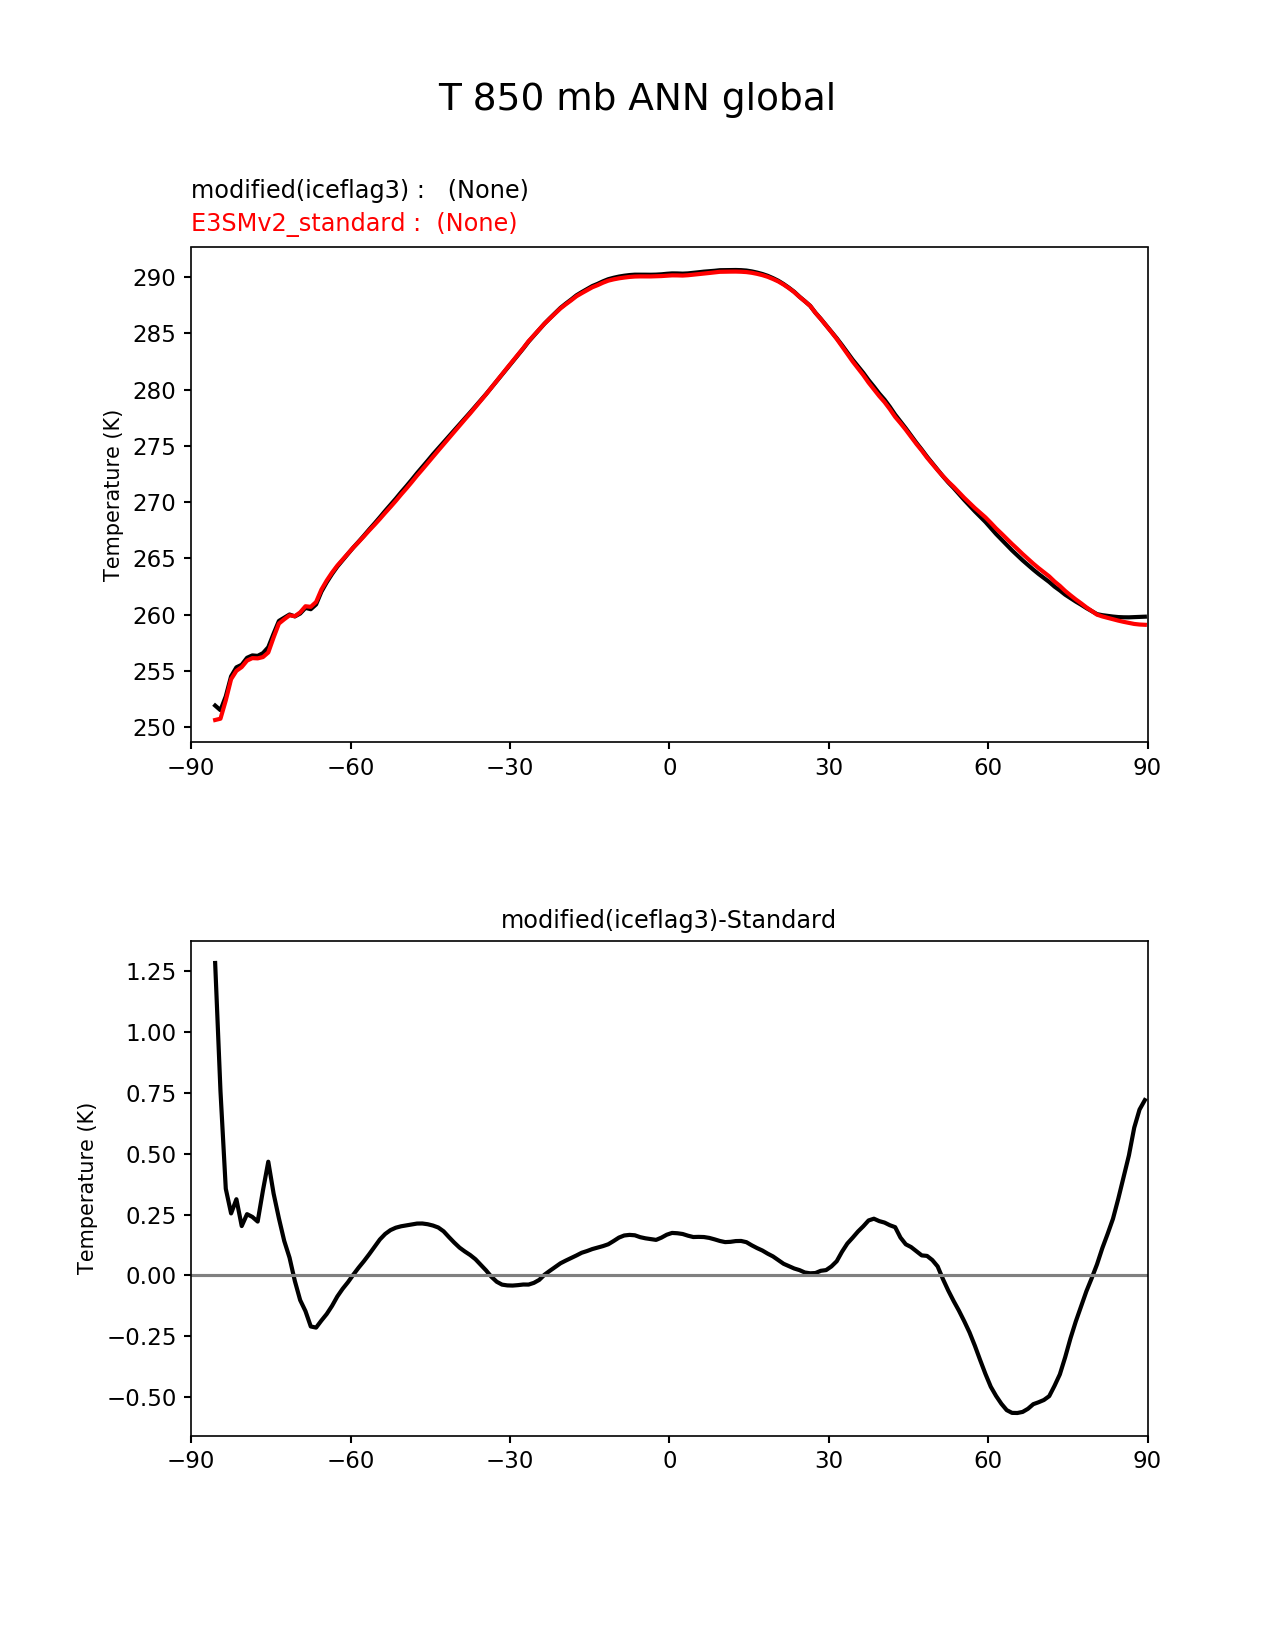 T 850 mb ANN global
modified(iceflag3) :   (None)
E3SMv2_standard :  (None)
290
285
280
275
270
265
260
255
250
Temperature (K)
−90 −60 −30 0 30 60 90
modified(iceflag3)-Standard
1.25
1.00
0.75
0.50
0.25
0.00
−0.25
−0.50
Temperature (K)
−90 −60 −30 0 30 60 90